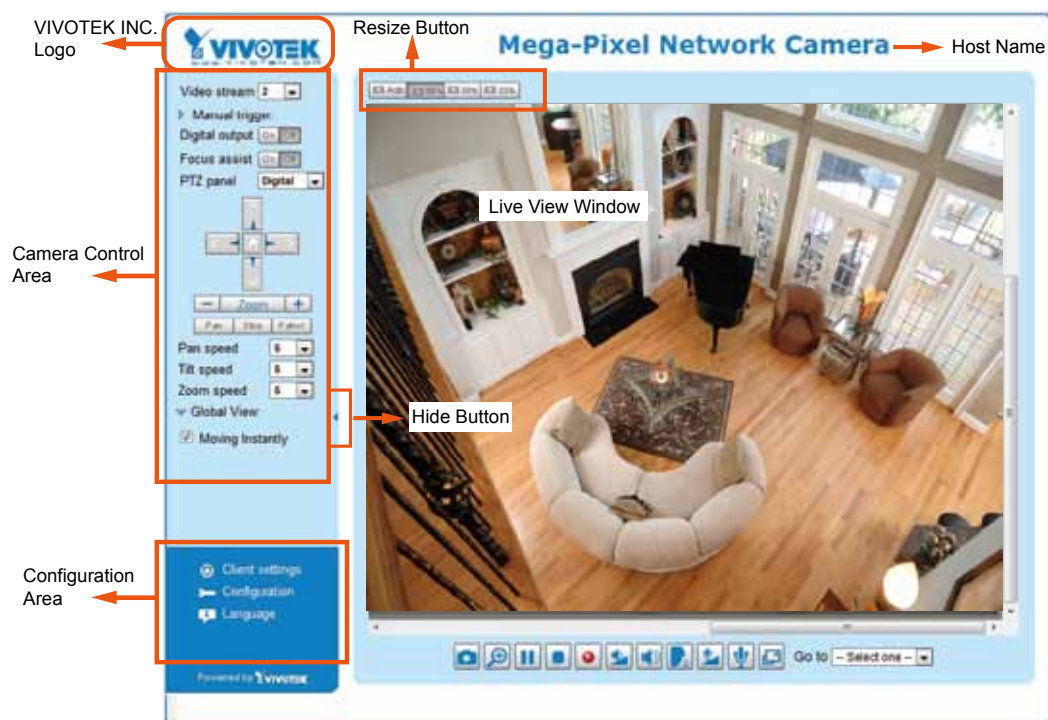 VIVOTEK INC.
Logo
VIVOTEK
www.vivotek.com
Resize Button
Mega-Pixel Network Camera
Host Name
Video stream 2
Manual trigger
Digital output On Off
Focus assist On Off
PTZ panel Digital
Live View Window
Camera Control
Area
Zoom
Pan Stop Patrol
Pan speed 5
Tilt speed 5
Zoom speed 5
Global View
Hide Button
Moving Instantly
Configuration
Area
Client settings
Configuration
Language
Go to -- Select one --
Powered by VIVOTEK